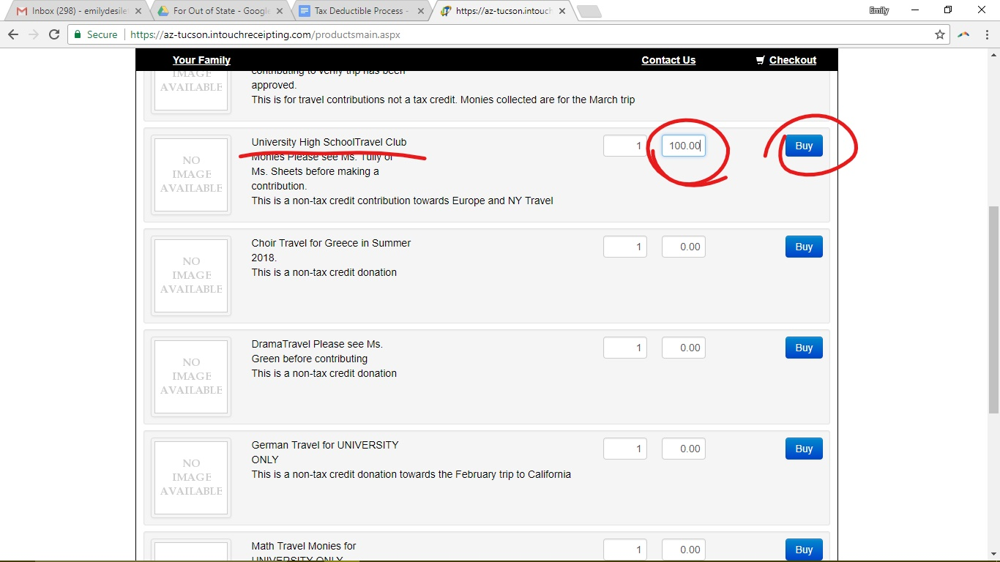 Inbox (298) - emilydesile
For Out of State - Google
Tax Deductible Process -
https://az-tucson.intouch
Emily
Secure
https://az-tucson.intouchreceipting.com/productsmain.aspx
Your Family
Contact Us
Checkout
IMAGE
AVAILABLE
contributing to verify trip has been
approved.
This is for travel contributions not a tax credit. Monies collected are for the March trip
NO
IMAGE
AVAILABLE
University High SchoolTravel Club
Monies Please see Ms. Tully or
Ms. Sheets before making a
contribution.
This is a non-tax credit contribution towards Europe and NY Travel
1
100.00
Buy
NO
IMAGE
AVAILABLE
Choir Travel for Greece in Summer
2018.
This is a non-tax credit donation
1
0.00
Buy
NO
IMAGE
AVAILABLE
DramaTravel Please see Ms.
Green before contributing
This is a non-tax credit donation
1
0.00
Buy
NO
IMAGE
AVAILABLE
German Travel for UNIVERSITY
ONLY
This is a non-tax credit donation towards the February trip to California
1
0.00
Buy
Math Travel Monies for
UNIVERSITY ONLY
1
0.00
Buy